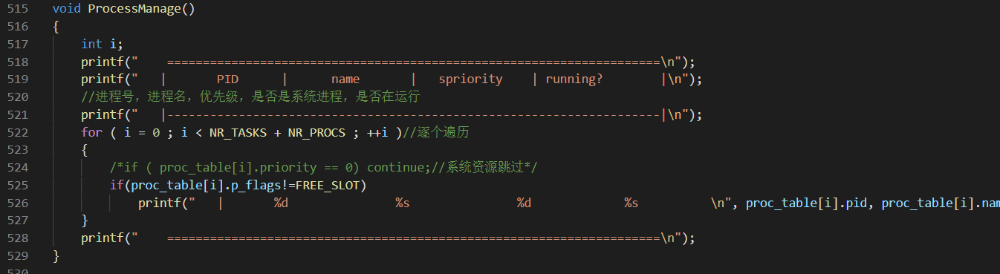 515 void ProcessManage()
516 {
517     int i;
518     printf("    =====================================================================\n");
519     printf("   |       PID      |      name       |   spriority    | running?        |\n");
520     //进程号，进程名，优先级，是否是系统进程，是否在运行
521     printf("   |---------------------------------------------------------------------|\n");
522     for ( i = 0 ; i < NR_TASKS + NR_PROCS ; ++i )//逐个遍历
523     {
524         /*if ( proc_table[i].priority == 0) continue;//系统资源跳过*/
525         if(proc_table[i].p_flags!=FREE_SLOT)
526             printf("   |       %d               %s               %d             %s          \n", proc_table[i].pid, proc_table[i].nam
527     }
528     printf("    =====================================================================\n");
529 }
530